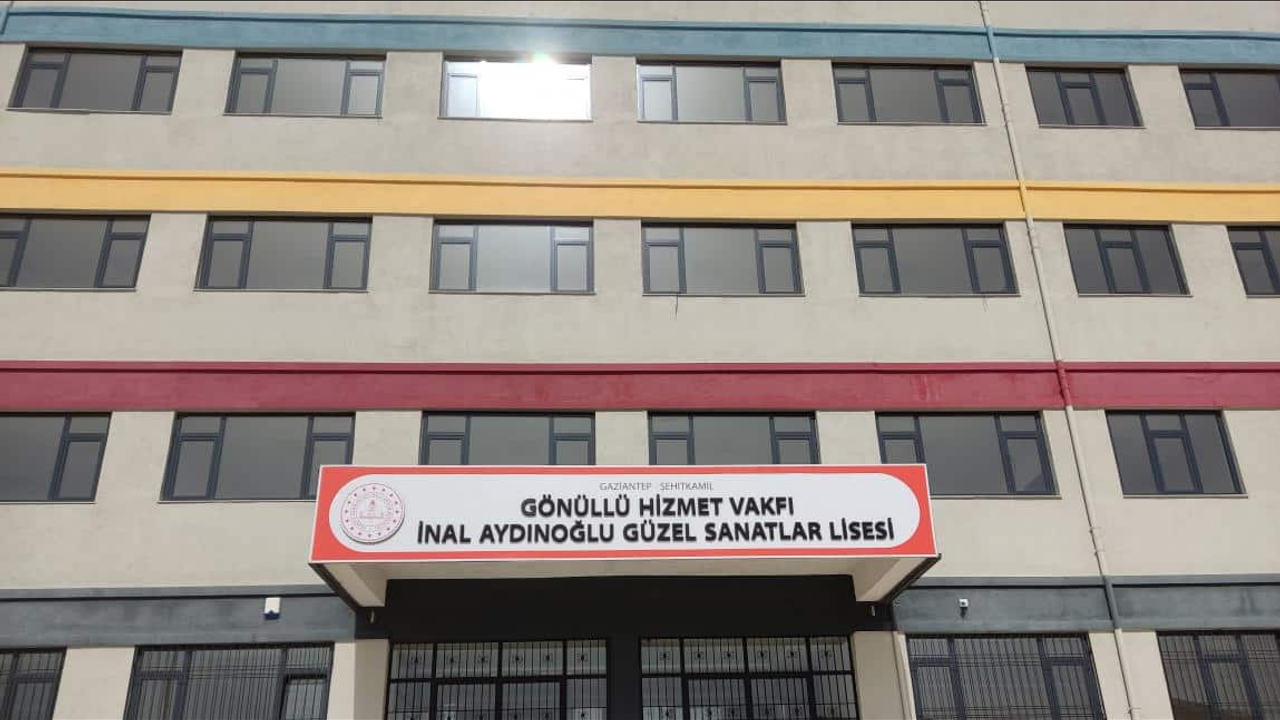 GAZİANTEP ŞEHİTKAMİL
GÖNÜLLÜ HİZMET VAKFI
İNAL AYDINOĞLU GÜZEL SANATLAR LİSESİ